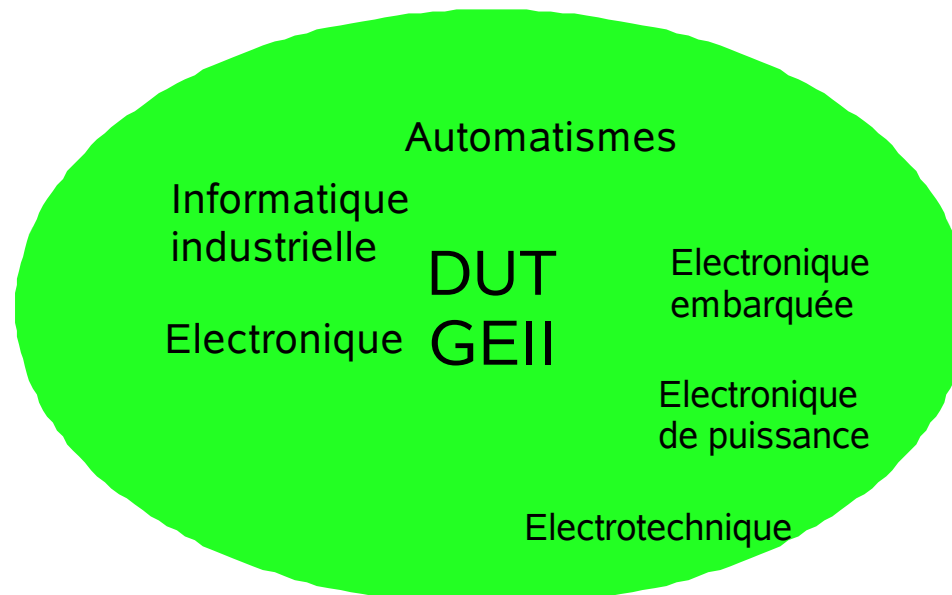 Automatismes
Informatique
industrielle
DUT
GEII
Electronique
embarquée
Electronique
Electronique
de puissance
Electrotechnique